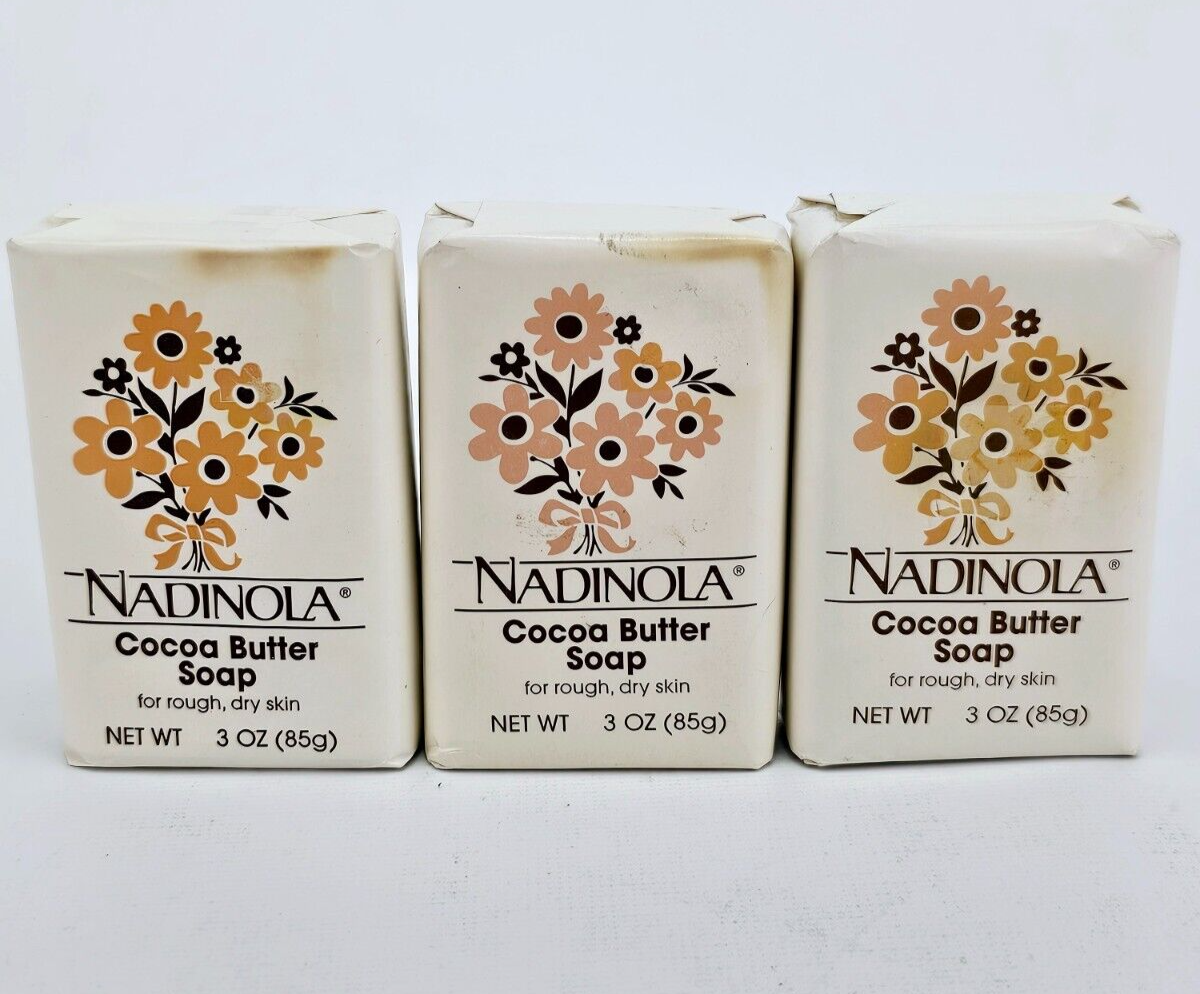 NADINOLA®
Cocoa Butter
Soap
for rough, dry skin
NET WT 3 OZ (85g)
NADINOLA®
Cocoa Butter
Soap
for rough, dry skin
NET WT 3 OZ (85g)
NADINOLA®
Cocoa Butter
Soap
for rough, dry skin
NET WT 3 OZ (85g)